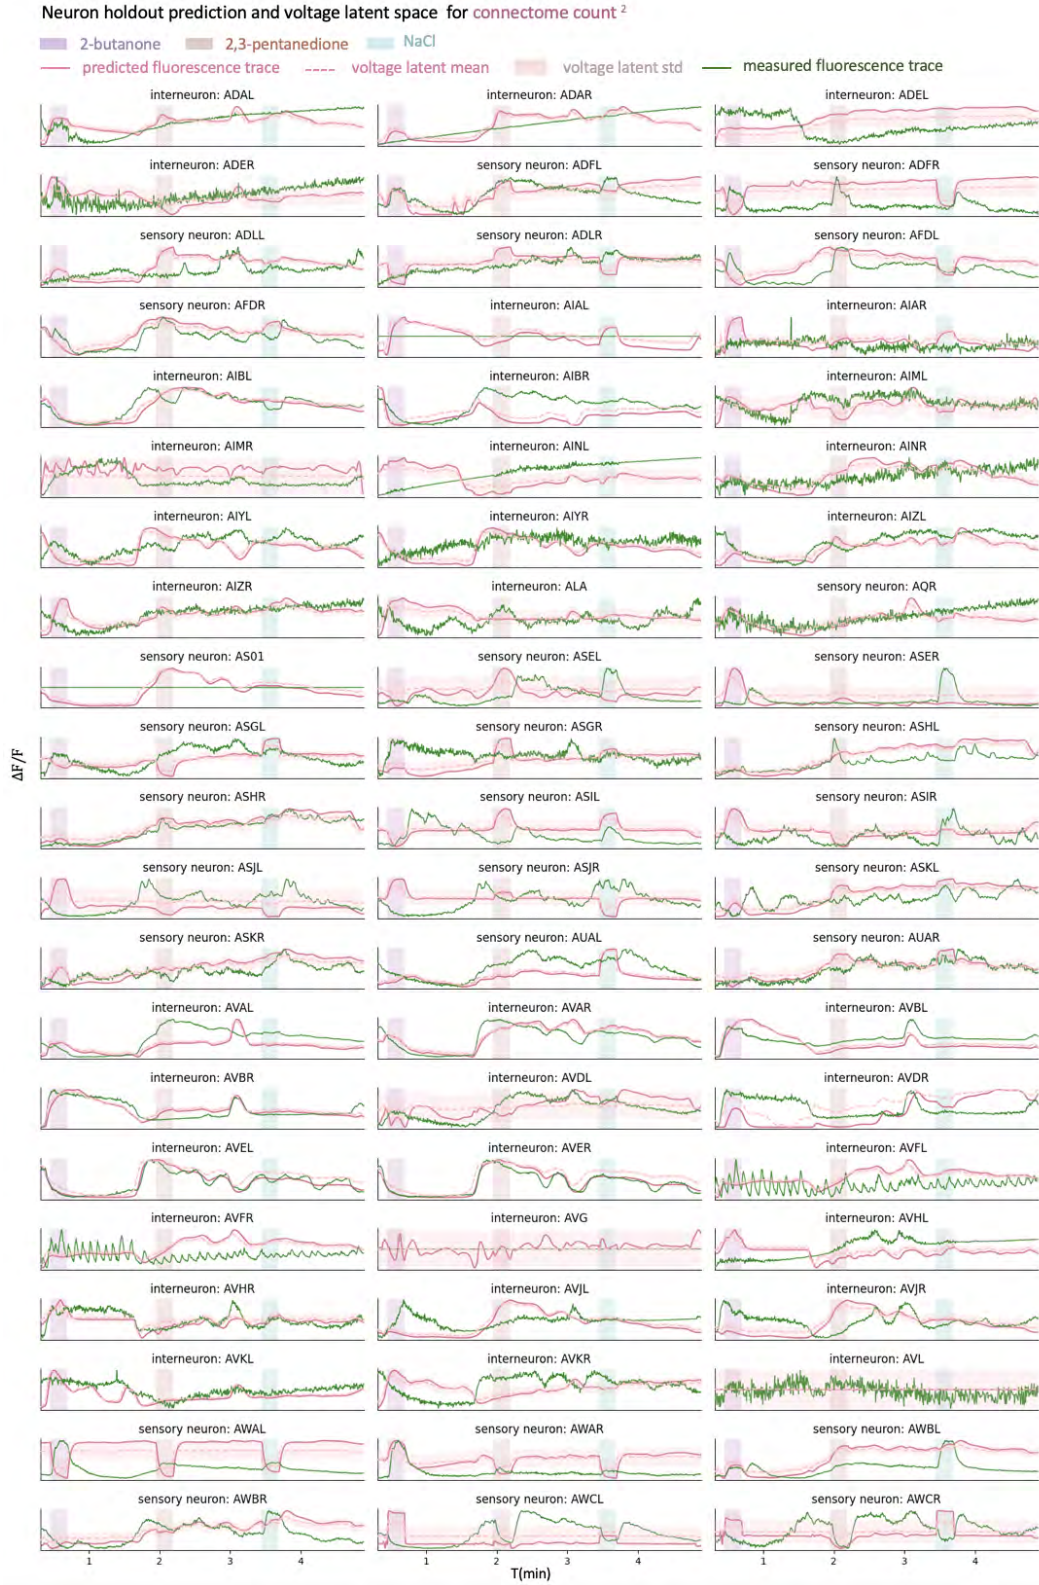 Neuron holdout prediction and voltage latent space for connectome count ²
2-butanone 2,3-pentanedione NaCl
predicted fluorescence trace voltage latent mean voltage latent std measured fluorescence trace
interneuron: ADAL interneuron: ADAR interneuron: ADEL
interneuron: ADER sensory neuron: ADFL sensory neuron: ADFR
sensory neuron: ADLL sensory neuron: ADLR sensory neuron: AFDL
sensory neuron: AFDR interneuron: AIAL interneuron: AIAR
interneuron: AIBL interneuron: AIBR interneuron: AIML
interneuron: AIMR interneuron: AINL interneuron: AINR
interneuron: AIYL interneuron: AIYR interneuron: AIZL
interneuron: AIZR interneuron: ALA sensory neuron: AQR
sensory neuron: AS01 sensory neuron: ASEL sensory neuron: ASER
sensory neuron: ASGL sensory neuron: ASGR sensory neuron: ASHL
ΔF/F
sensory neuron: ASHR sensory neuron: ASIL sensory neuron: ASIR
sensory neuron: ASJL sensory neuron: ASJR sensory neuron: ASKL
sensory neuron: ASKR sensory neuron: AUAL sensory neuron: AUAR
interneuron: AVAL interneuron: AVAR interneuron: AVBL
interneuron: AVBR interneuron: AVDL interneuron: AVDR
interneuron: AVEL interneuron: AVER interneuron: AVFL
interneuron: AVFR interneuron: AVG interneuron: AVHL
interneuron: AVHR interneuron: AVJL interneuron: AVJR
interneuron: AVKL interneuron: AVKR interneuron: AVL
sensory neuron: AWAL sensory neuron: AWAR sensory neuron: AWBL
sensory neuron: AWBR sensory neuron: AWCL sensory neuron: AWCR
1 2 3 4 1 2 3 4 1 2 3 4
T(min)